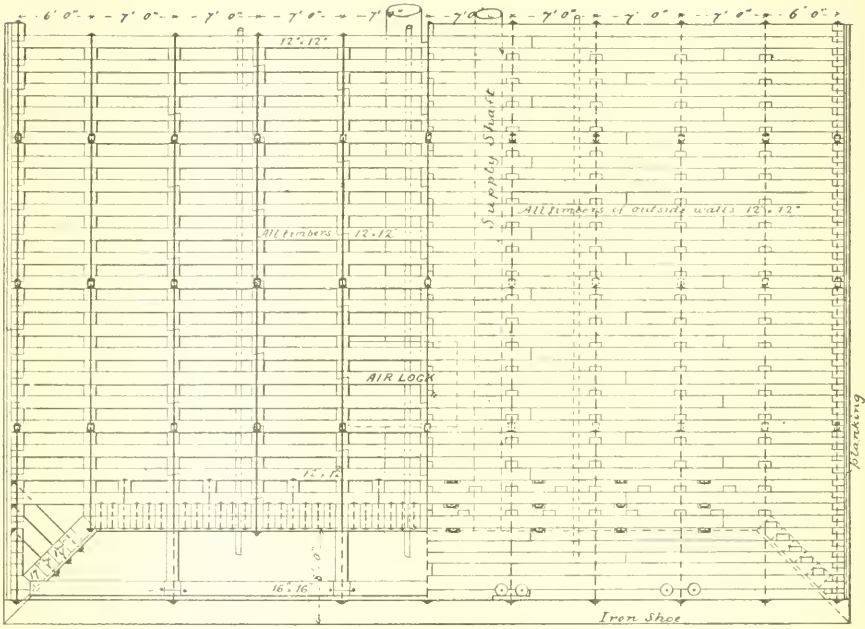 6' 0" 7' 0" 7' 0" 7' 0" 7' 0" 7' 0" 7' 0" 7' 0" 7' 0" 6' 0"
12"×12"
Supply Shaft
All timbers of outside walls 12"×12"
All timbers 12×12
AIR LOCK
planking
12×12
16"×16"
Iron Shoe